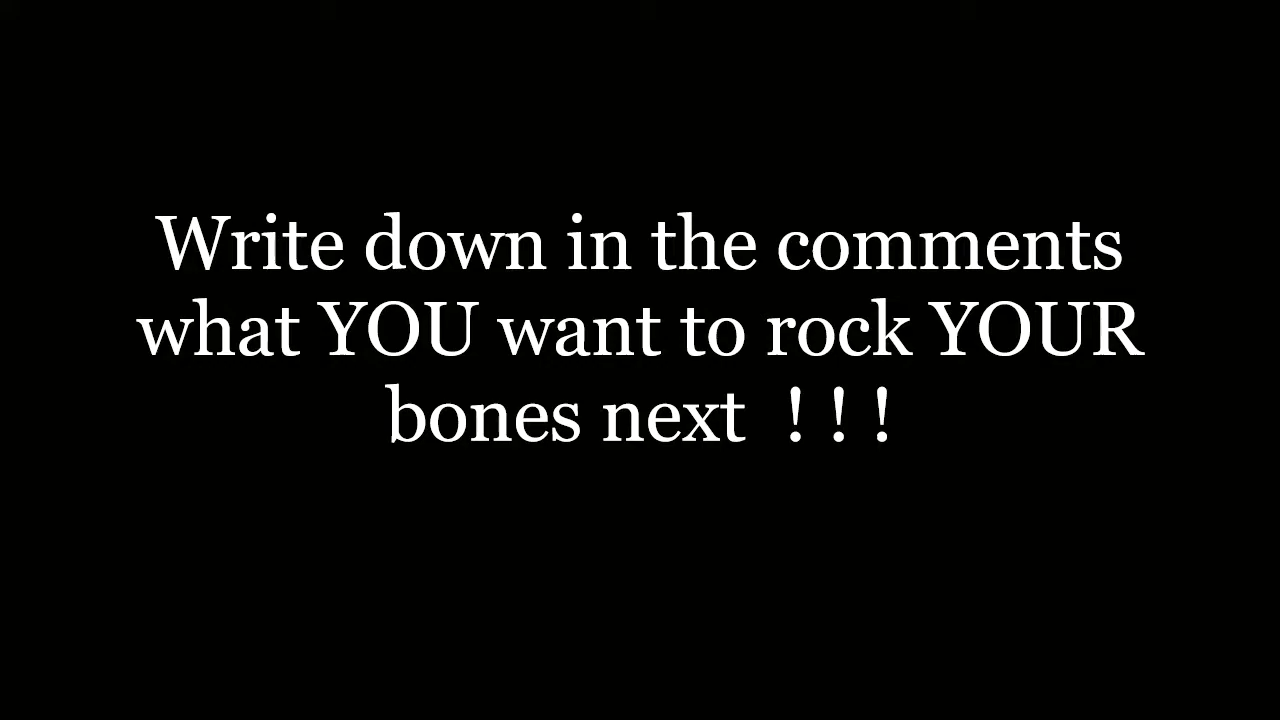 Write down in the comments
what YOU want to rock YOUR
bones next  ! ! !